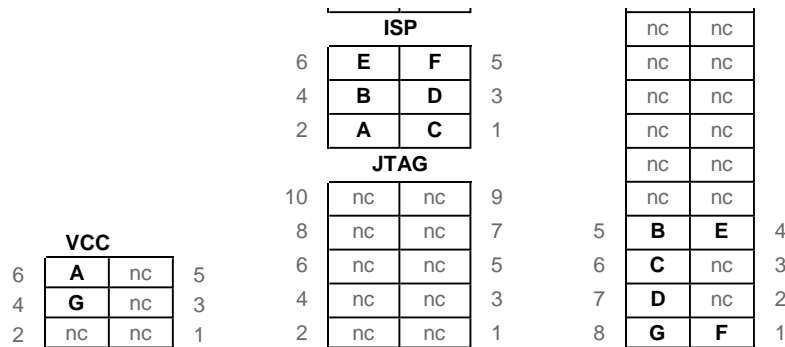 ISP
6 E F 5
4 B D 3
2 A C 1
JTAG
10 nc nc 9
8 nc nc 7
6 nc nc 5
4 nc nc 3
2 nc nc 1
VCC
6 A nc 5
4 G nc 3
2 nc nc 1
nc nc
nc nc
nc nc
nc nc
nc nc
nc nc
5 B E 4
6 C nc 3
7 D nc 2
8 G F 1